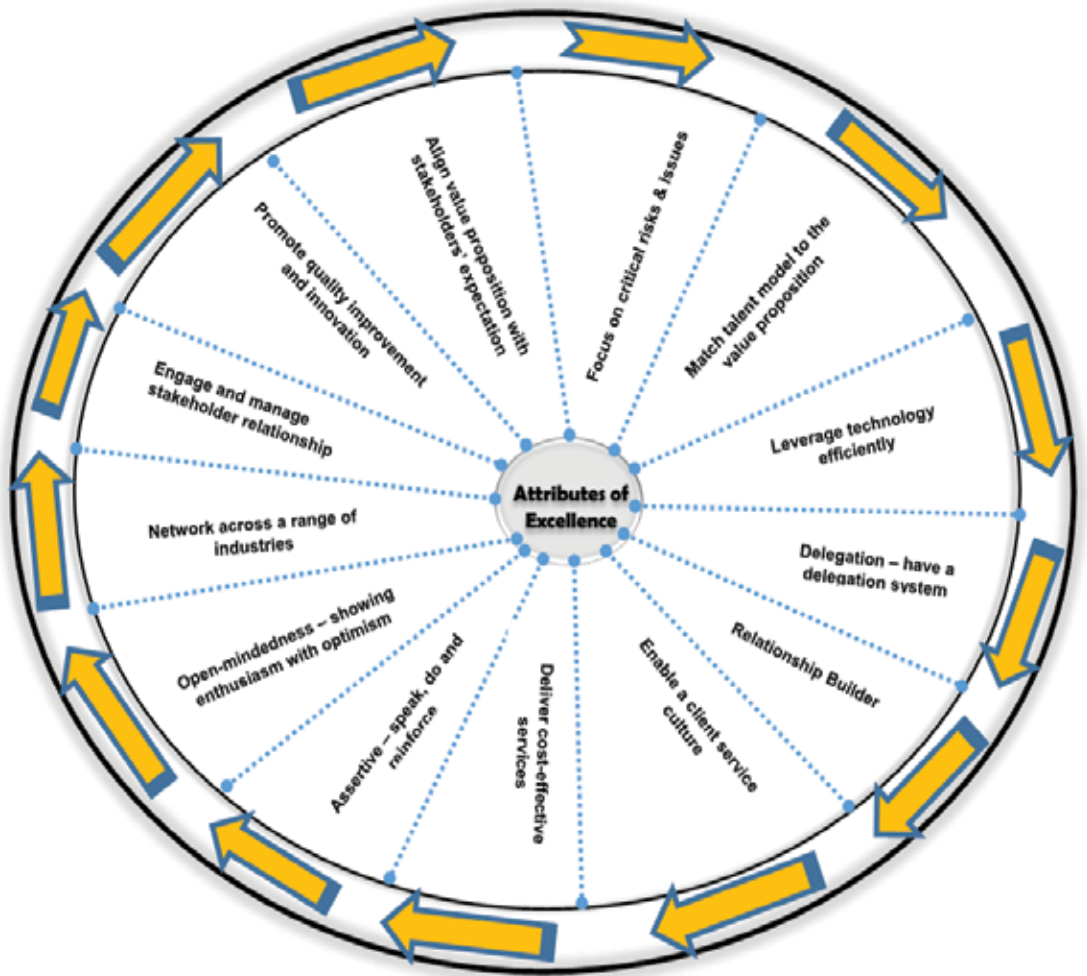 Attributes of
Excellence
Focus on critical risks & issues
Match talent model to the
value proposition
Leverage technology
efficiently
Delegation – have a
delegation system
Relationship Builder
Enable a client service
culture
Deliver cost-effective
services
Assertive – speak, do and
reinforce
Open-mindedness – showing
enthusiasm with optimism
Network across a range of
industries
Engage and manage
stakeholder relationship
Promote quality improvement
and innovation
Align value proposition with
stakeholders' expectation